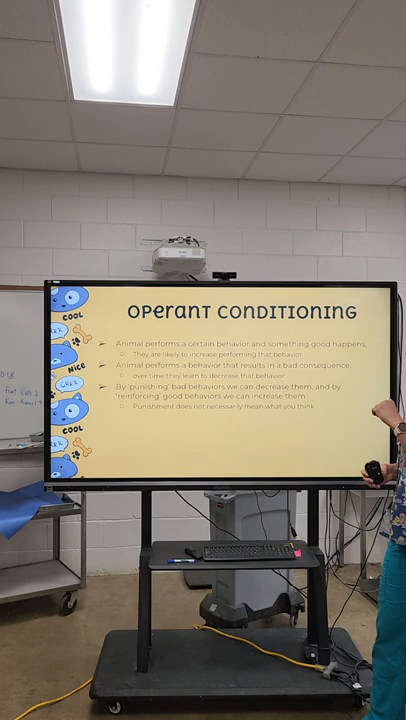 OPERANT CONDITIONING
COOL
GRRR
NICE
GRRR
COOL
Animal performs a certain behavior and something good happens,
They are likely to increase performing that behavior
Animal performs a behavior that results in a bad consequence,
over time they learn to decrease that behavior
By 'punishing' bad behaviors we can decrease them, and by
'reinforcing' good behaviors we can increase them
Punishment does not necessarily mean what you think